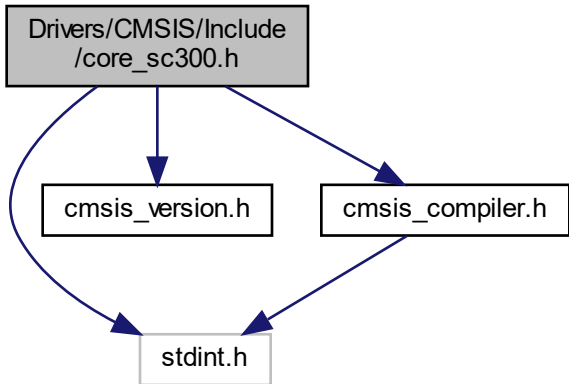 Drivers/CMSIS/Include
/core_sc300.h
cmsis_version.h
cmsis_compiler.h
stdint.h